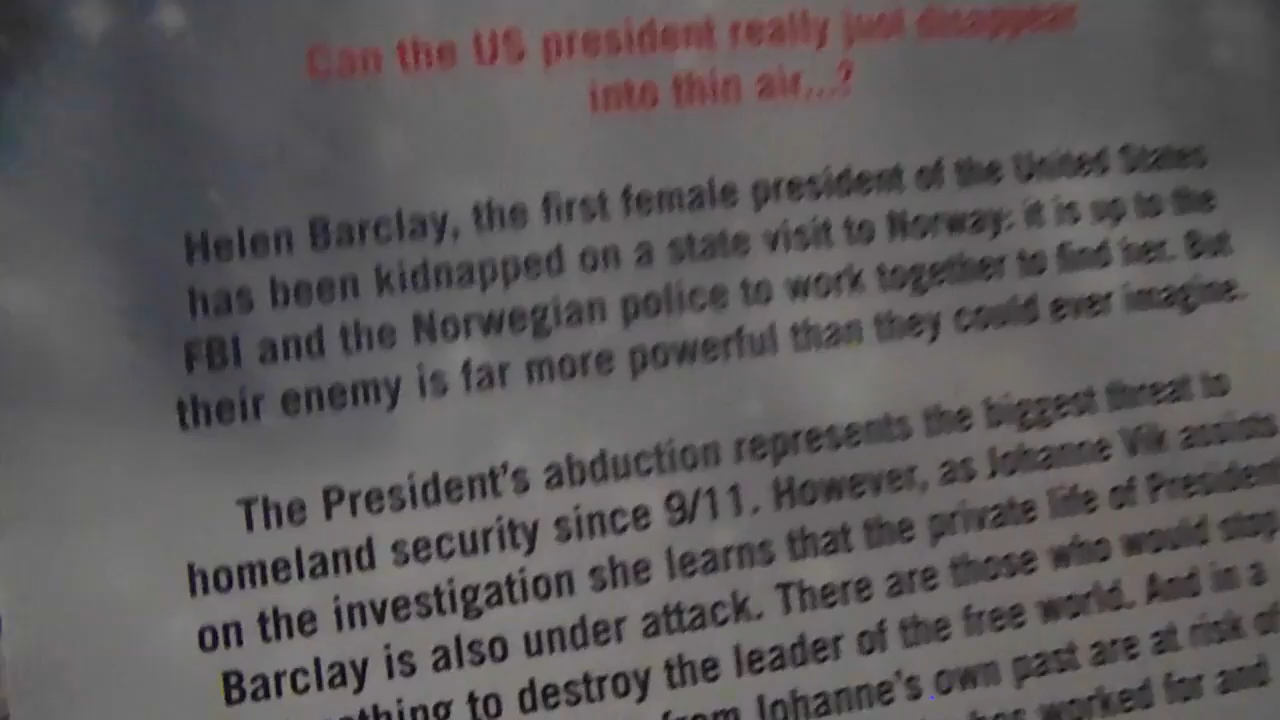 Can the US president really just disappear
into thin air...?
Helen Barclay, the first female president of the United States
has been kidnapped on a state visit to Norway: it is up to the
FBI and the Norwegian police to work together to find her. But
their enemy is far more powerful than they could ever imagine.
The President's abduction represents the biggest threat to
homeland security since 9/11. However, as Johanne Vik assists
on the investigation she learns that the private life of President
Barclay is also under attack. There are those who would stop
to destroy the leader of the free world. And in a
from Johanne's own past are at risk of
has worked for and